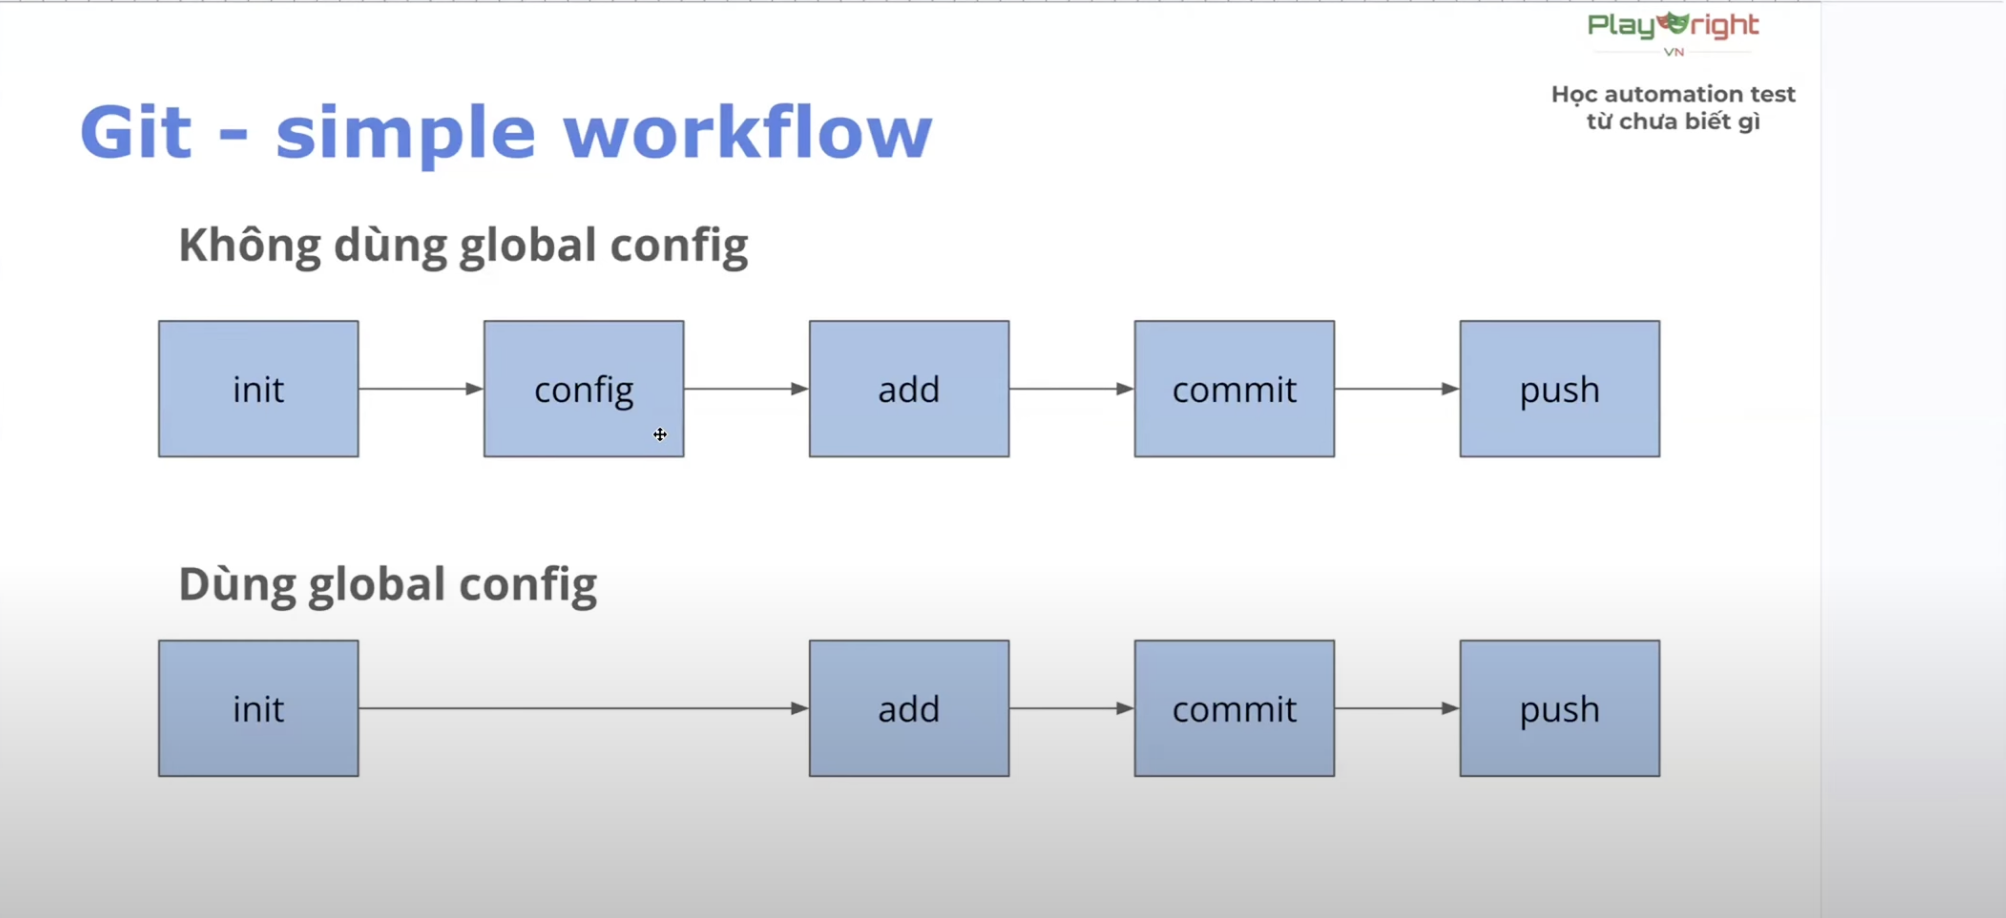 Playwright
VN
Học automation test
từ chưa biết gì
Git - simple workflow
Không dùng global config
init
config
add
commit
push
Dùng global config
init
add
commit
push